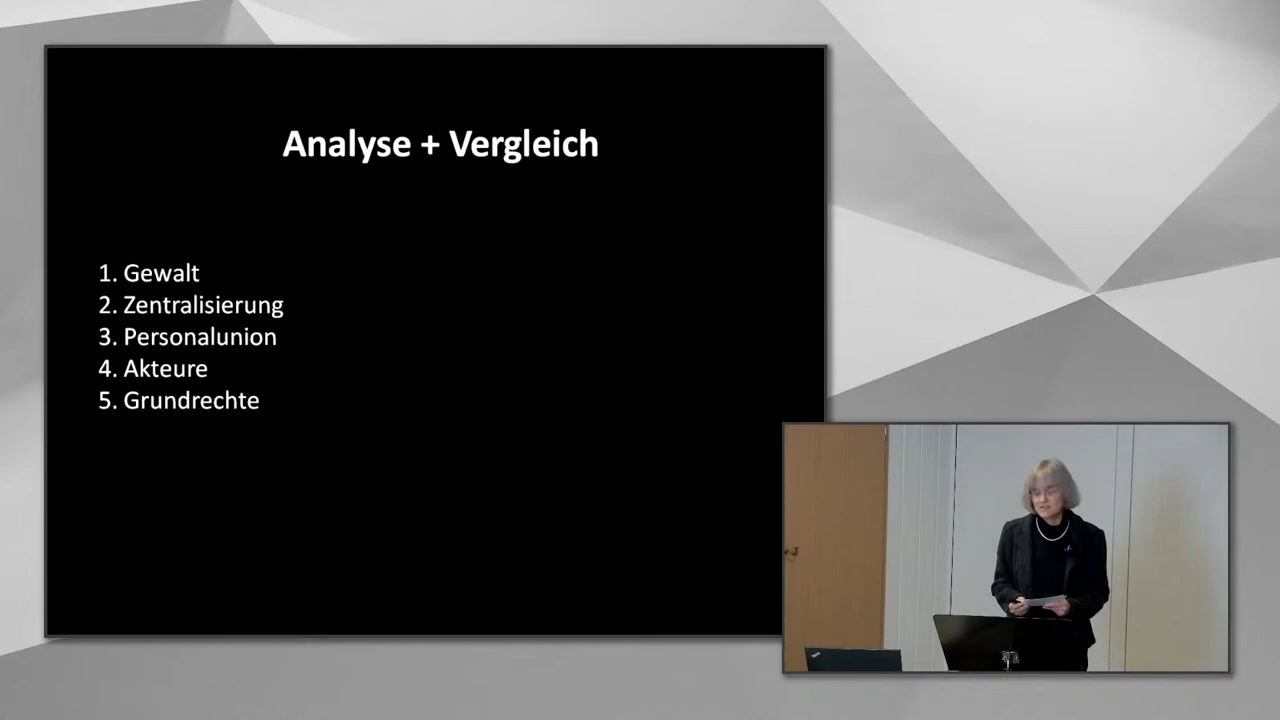 Analyse + Vergleich
1. Gewalt
2. Zentralisierung
3. Personalunion
4. Akteure
5. Grundrechte